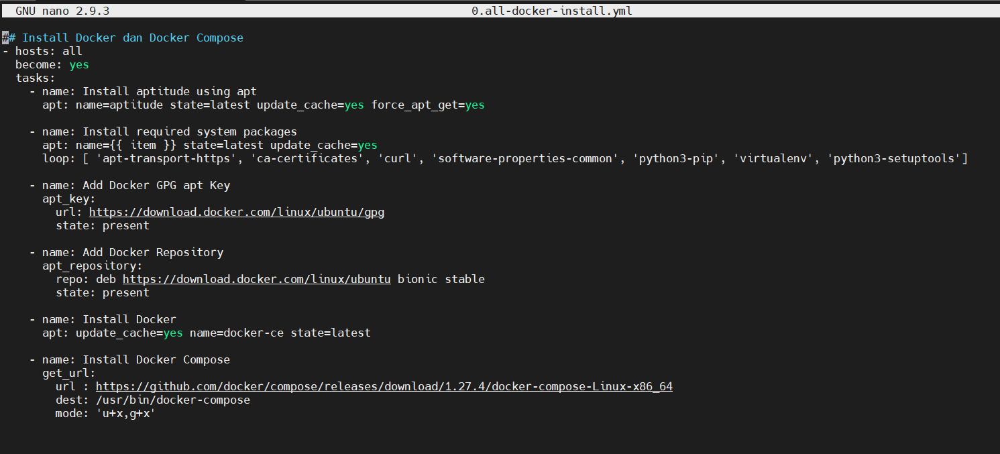 GNU nano 2.9.3 0.all-docker-install.yml
## Install Docker dan Docker Compose
- hosts: all
  become: yes
  tasks:
    - name: Install aptitude using apt
      apt: name=aptitude state=latest update_cache=yes force_apt_get=yes

    - name: Install required system packages
      apt: name={{ item }} state=latest update_cache=yes
      loop: [ 'apt-transport-https', 'ca-certificates', 'curl', 'software-properties-common', 'python3-pip', 'virtualenv', 'python3-setuptools']

    - name: Add Docker GPG apt Key
      apt_key:
        url: https://download.docker.com/linux/ubuntu/gpg
        state: present

    - name: Add Docker Repository
      apt_repository:
        repo: deb https://download.docker.com/linux/ubuntu bionic stable
        state: present

    - name: Install Docker
      apt: update_cache=yes name=docker-ce state=latest

    - name: Install Docker Compose
      get_url:
        url : https://github.com/docker/compose/releases/download/1.27.4/docker-compose-Linux-x86_64
        dest: /usr/bin/docker-compose
        mode: 'u+x,g+x'